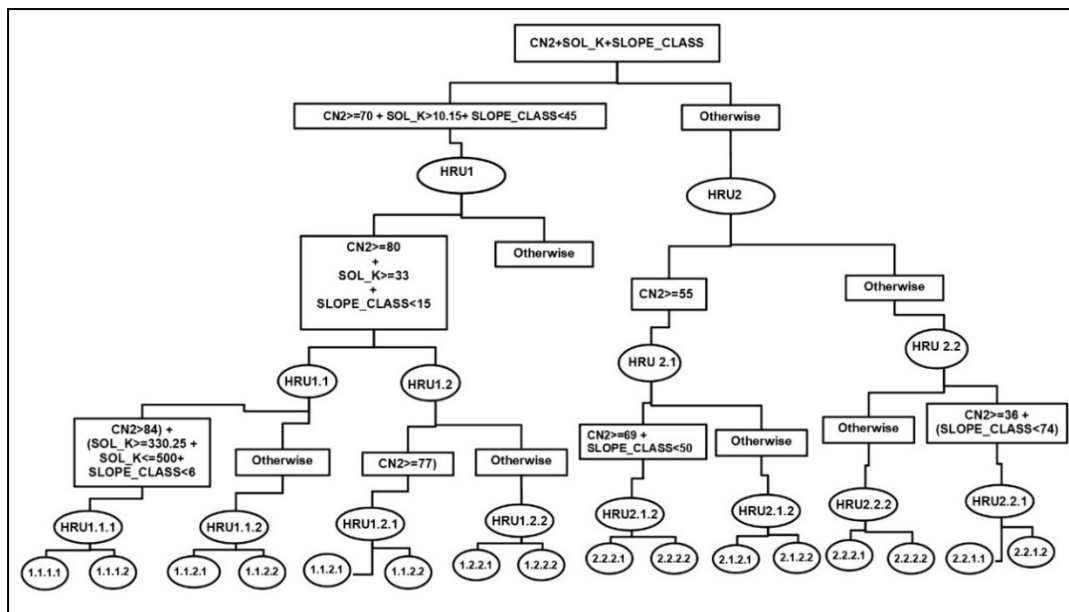 CN2+SOL_K+SLOPE_CLASS
CN2>=70 + SOL_K>10.15+ SLOPE_CLASS<45
Otherwise
HRU1
HRU2
CN2>=80
+
SOL_K>=33
+
SLOPE_CLASS<15
Otherwise
CN2>=55
Otherwise
HRU1.1
HRU1.2
HRU 2.1
HRU 2.2
CN2>84) +
(SOL_K>=330.25 +
SOL_K<=500+
SLOPE_CLASS<6
Otherwise
CN2>=77)
Otherwise
CN2>=69 +
SLOPE_CLASS<50
Otherwise
Otherwise
CN2>=36 +
(SLOPE_CLASS<74)
HRU1.1.1
HRU1.1.2
HRU1.2.1
HRU1.2.2
HRU2.1.2
HRU2.1.2
HRU2.2.2
HRU2.2.1
1.1.1.1
1.1.1.2
1.1.2.1
1.1.2.2
1.1.2.1
1.1.2.2
1.2.2.1
1.2.2.2
2.2.2.1
2.2.2.2
2.1.2.1
2.1.2.2
2.2.2.1
2.2.2.2
2.2.1.1
2.2.1.2